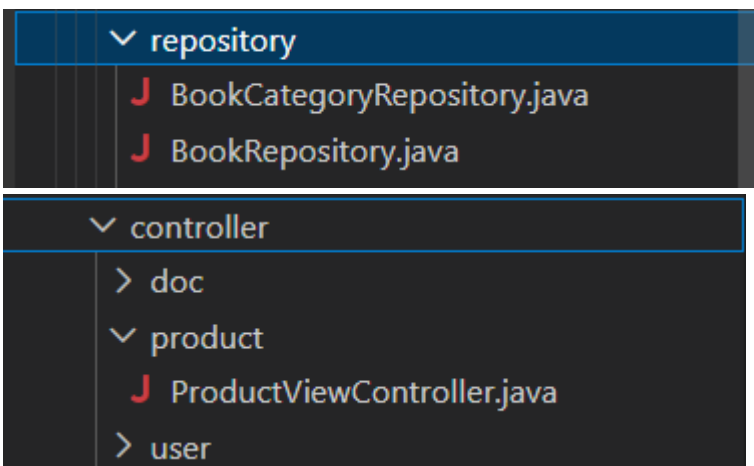 repository
BookCategoryRepository.java
BookRepository.java
controller
doc
product
ProductViewController.java
user